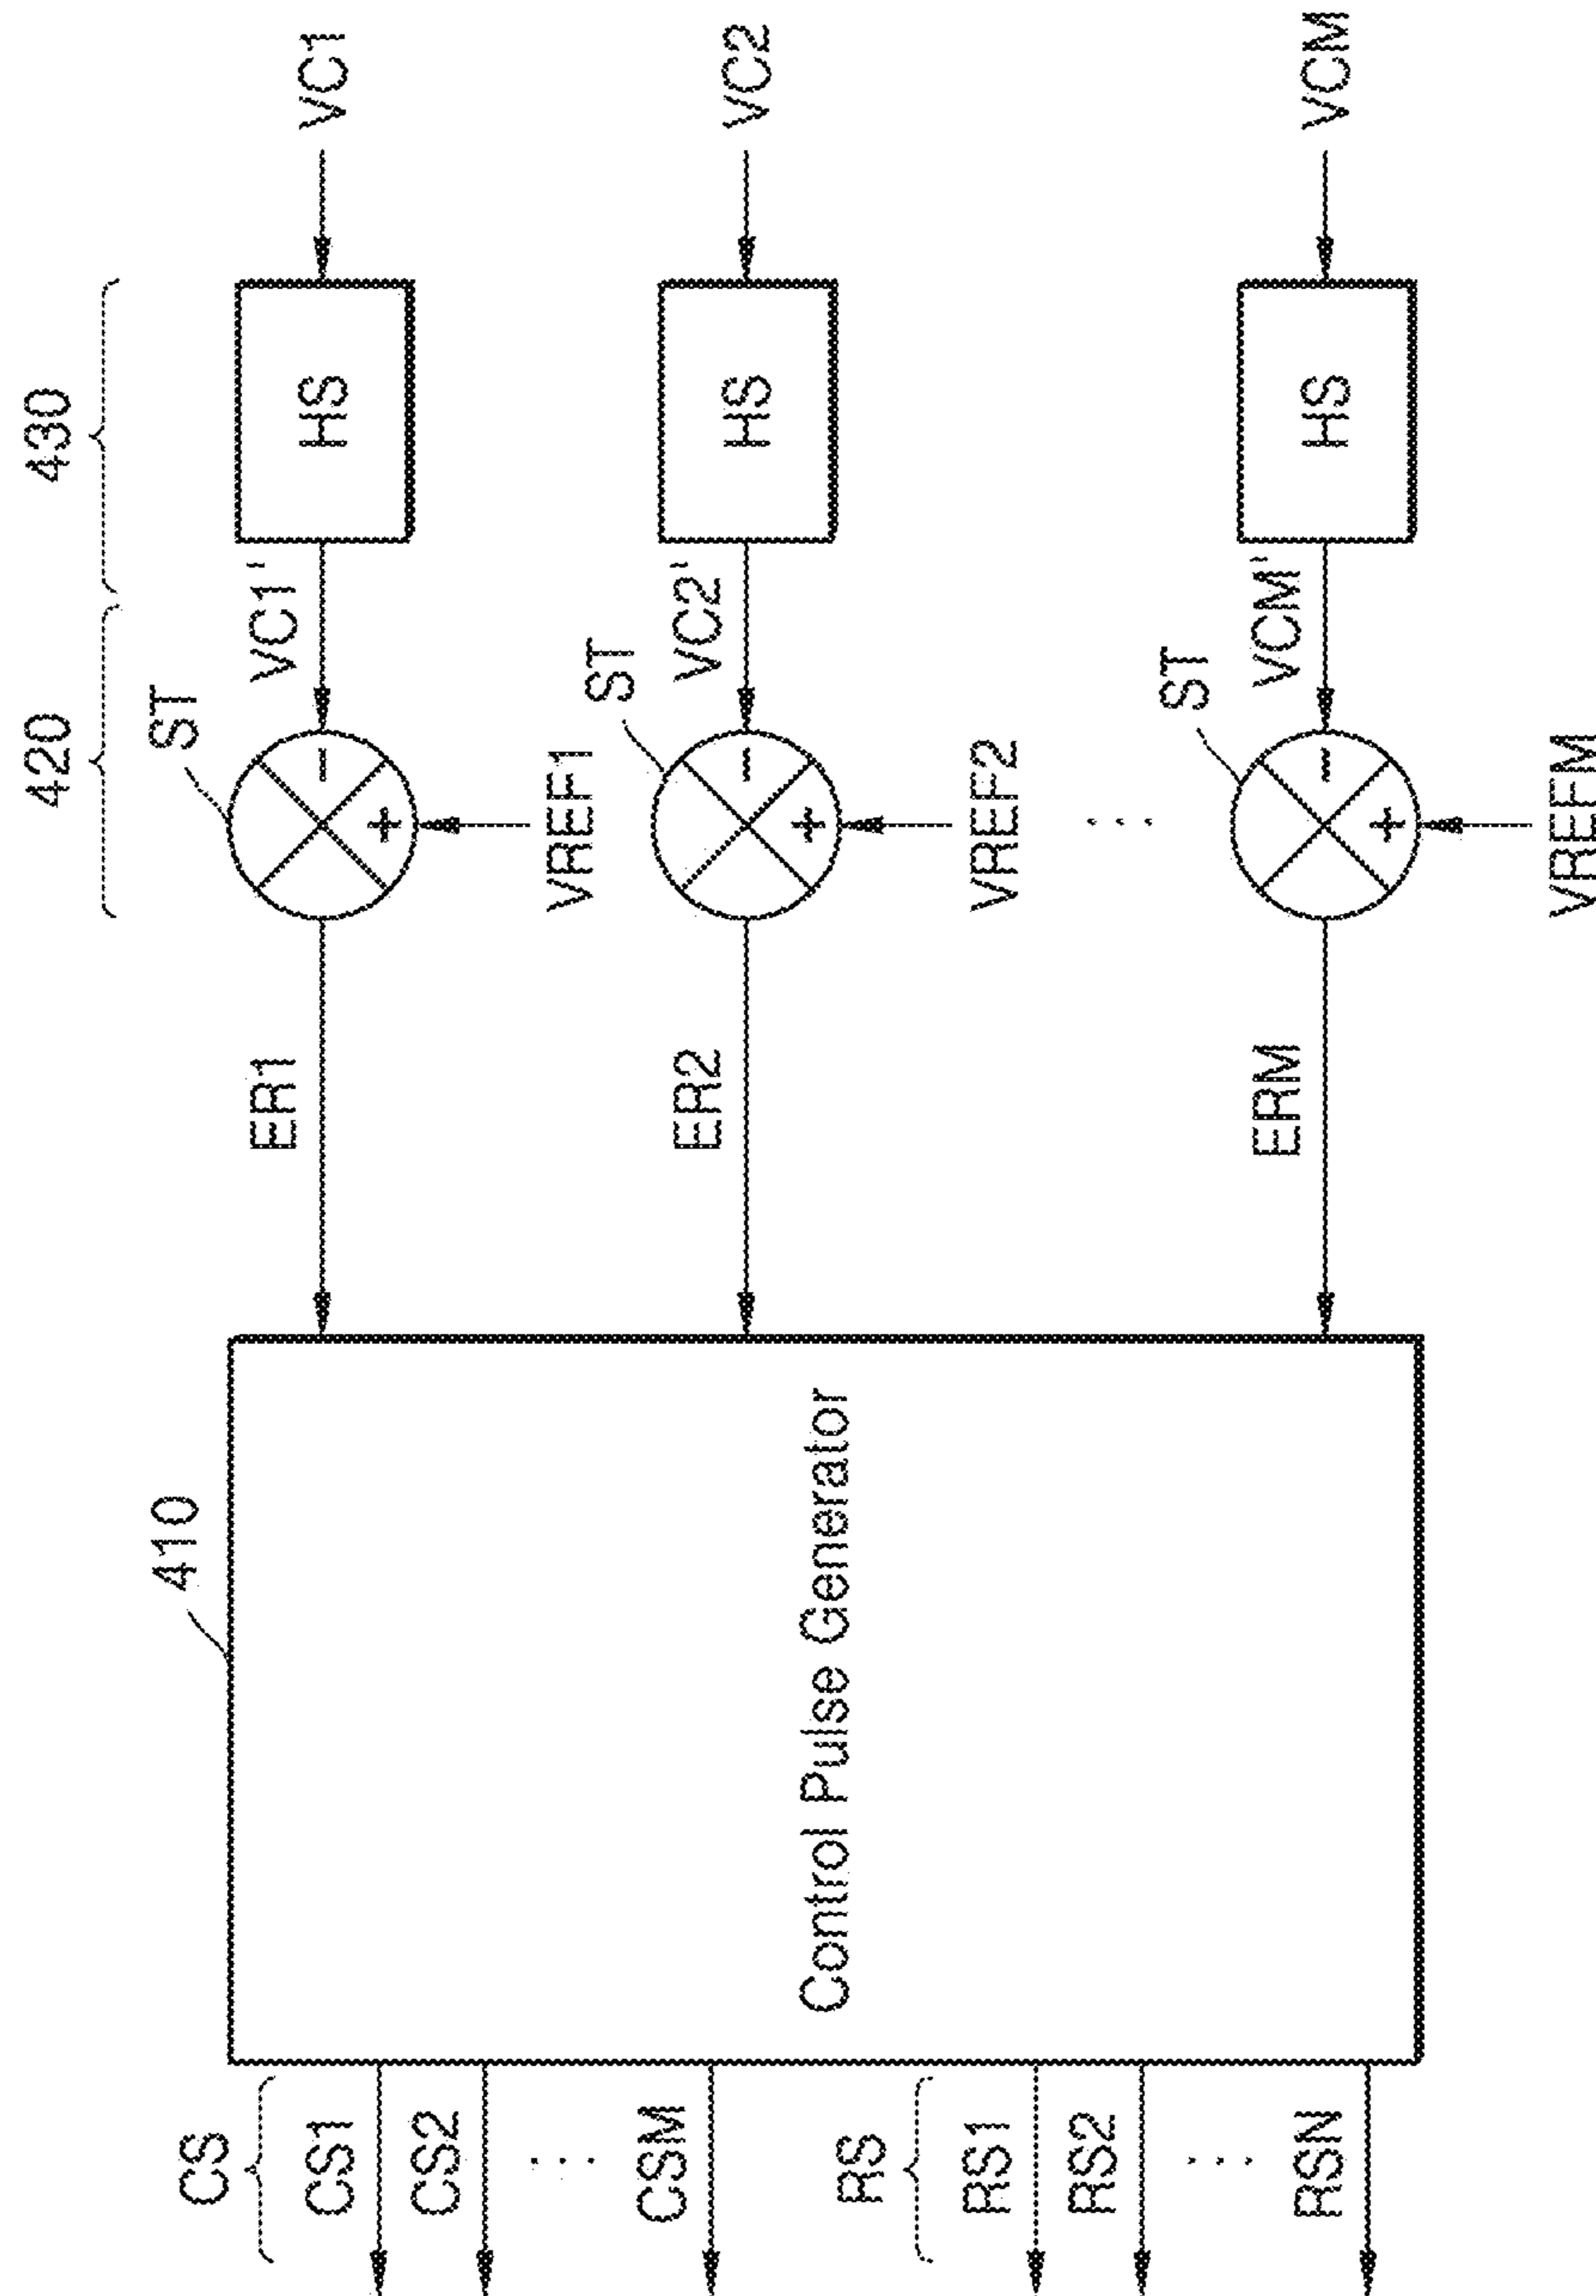 420
430
ST
VC1'
HS
VC1
410
ER1
VREF1
CS
CS1
CS2
...
CSM
ST
VC2'
HS
VC2
ER2
VREF2
Control Pulse Generator
...
RS
RS1
RS2
...
RSN
ST
VCM'
HS
VCM
ERM
VREFM
-
+
-
+
-
+